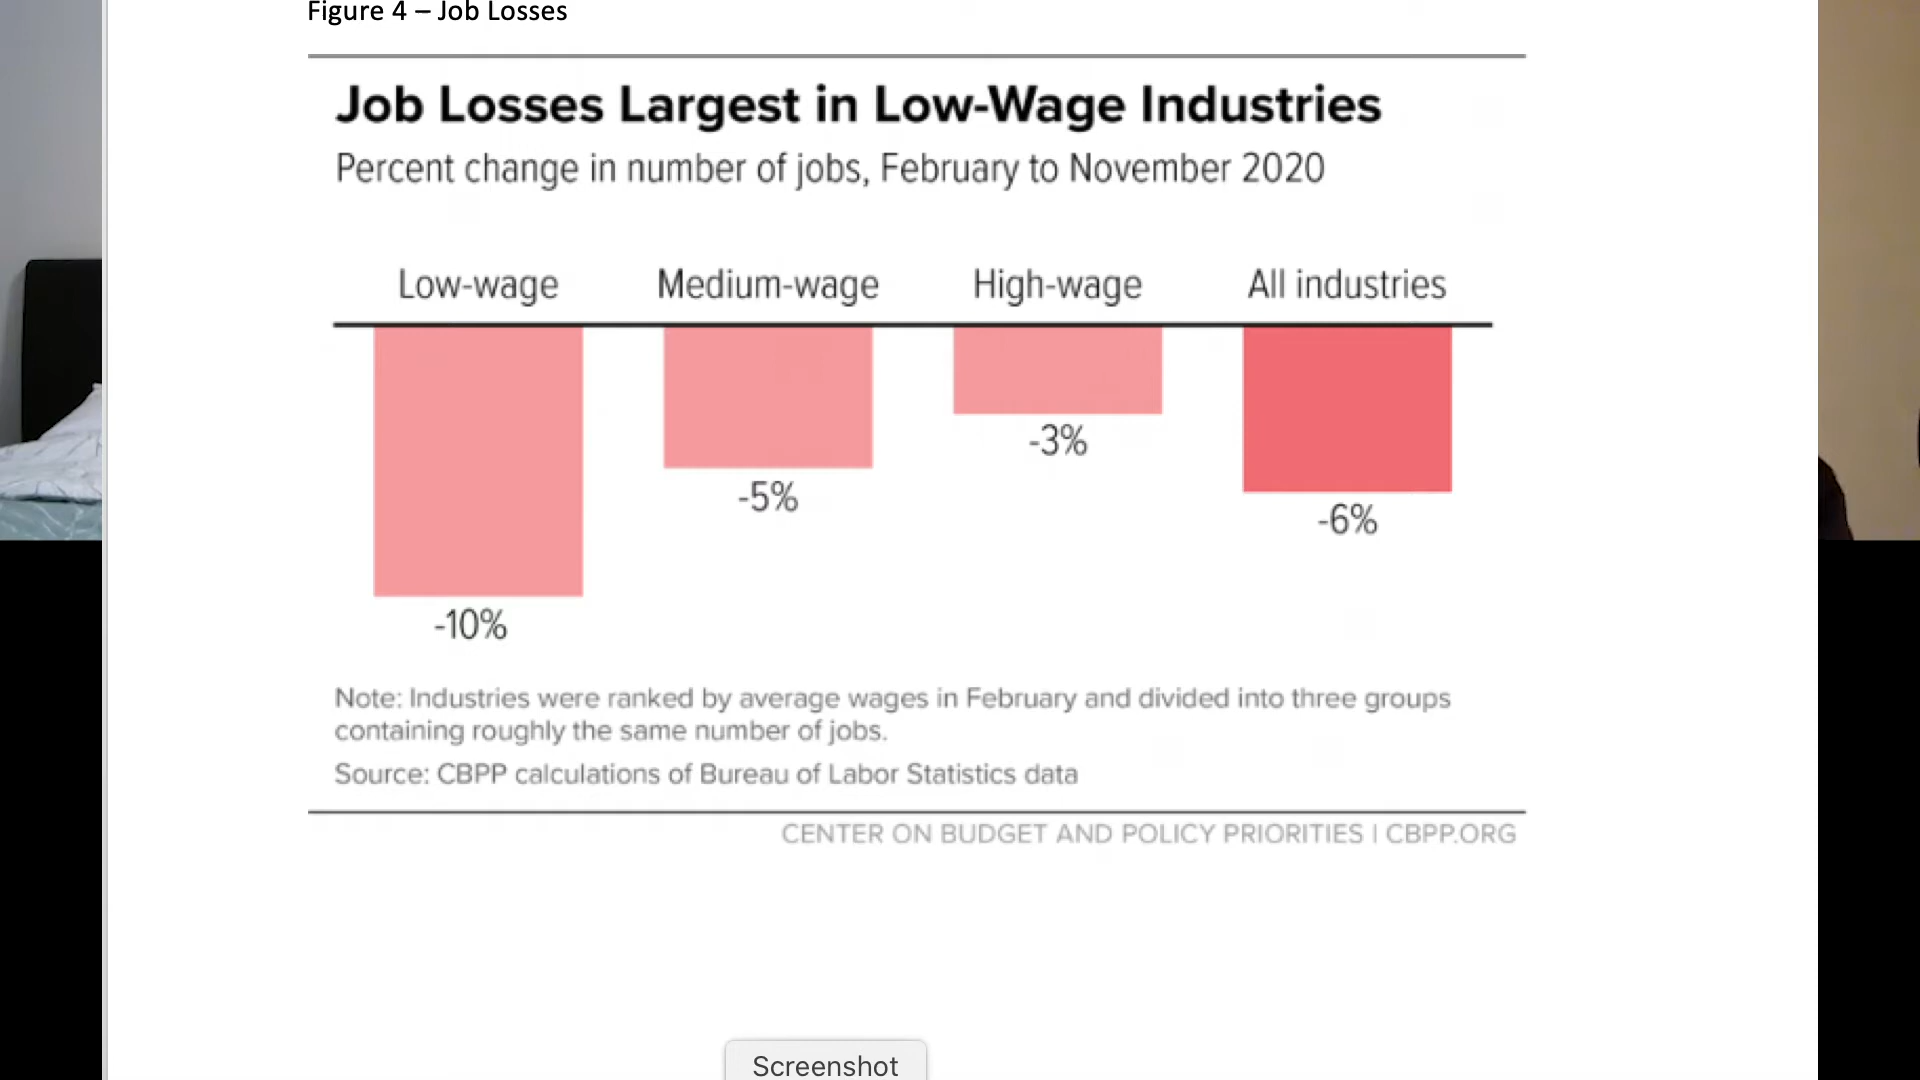 Figure 4 – Job Losses
Job Losses Largest in Low-Wage Industries
Percent change in number of jobs, February to November 2020
Low-wage Medium-wage High-wage All industries
-3%
-5%
-6%
-10%
Note: Industries were ranked by average wages in February and divided into three groups
containing roughly the same number of jobs.
Source: CBPP calculations of Bureau of Labor Statistics data
CENTER ON BUDGET AND POLICY PRIORITIES | CBPP.ORG
Screenshot